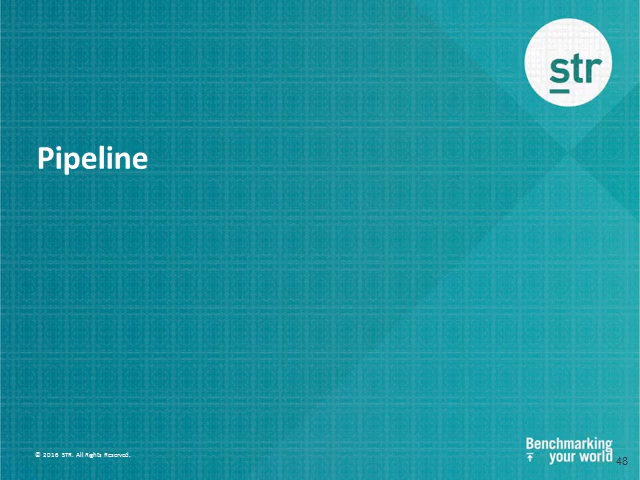 str
Pipeline
© 2016 STR. All Rights Reserved.
Benchmarking
your world
48